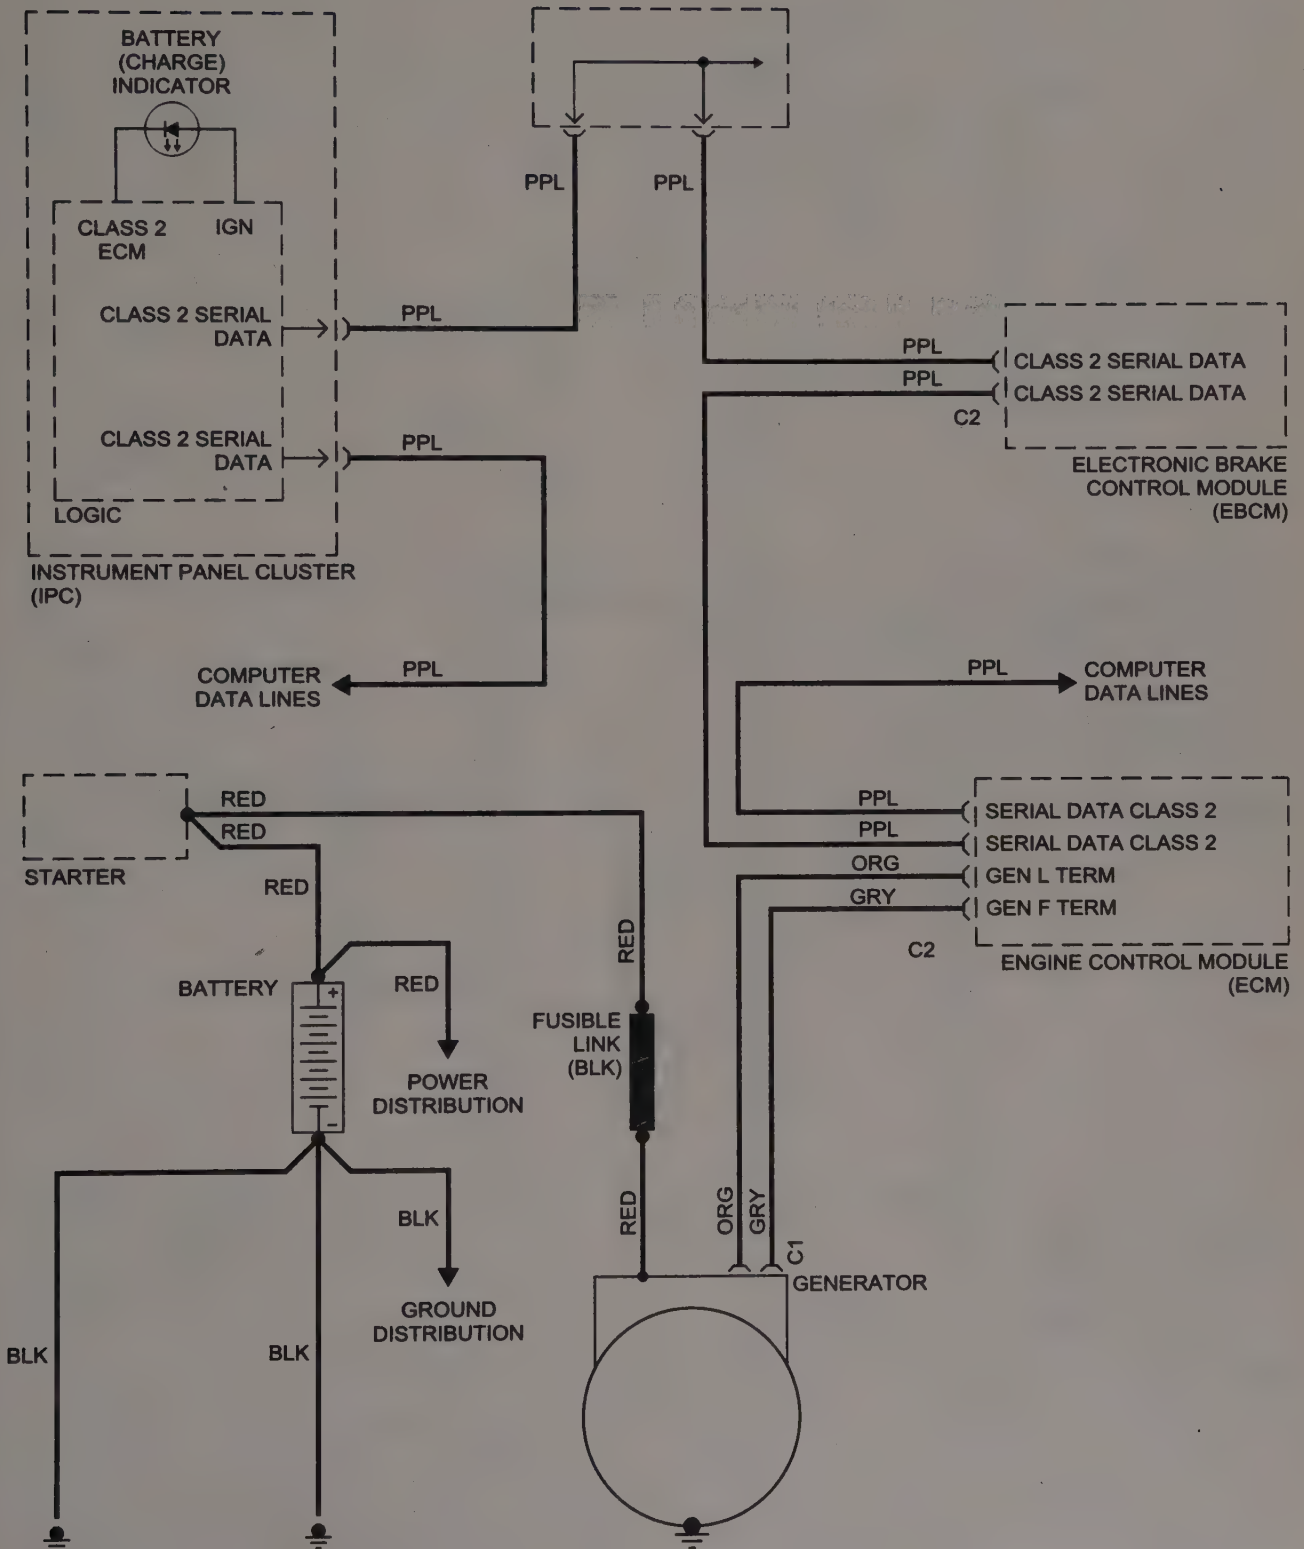 BATTERY
(CHARGE)
INDICATOR
CLASS 2
ECM
IGN
CLASS 2 SERIAL
DATA
CLASS 2 SERIAL
DATA
LOGIC
INSTRUMENT PANEL CLUSTER
(IPC)
PPL
PPL
PPL
PPL
PPL
CLASS 2 SERIAL DATA
PPL
CLASS 2 SERIAL DATA
C2
ELECTRONIC BRAKE
CONTROL MODULE
(EBCM)
COMPUTER
DATA LINES
PPL
PPL
COMPUTER
DATA LINES
STARTER
RED
RED
RED
PPL
SERIAL DATA CLASS 2
PPL
SERIAL DATA CLASS 2
ORG
GEN L TERM
GRY
GEN F TERM
C2
ENGINE CONTROL MODULE
(ECM)
BATTERY
+
-
RED
POWER
DISTRIBUTION
RED
FUSIBLE
LINK
(BLK)
RED
ORG
GRY
C1
GENERATOR
BLK
GROUND
DISTRIBUTION
BLK
BLK